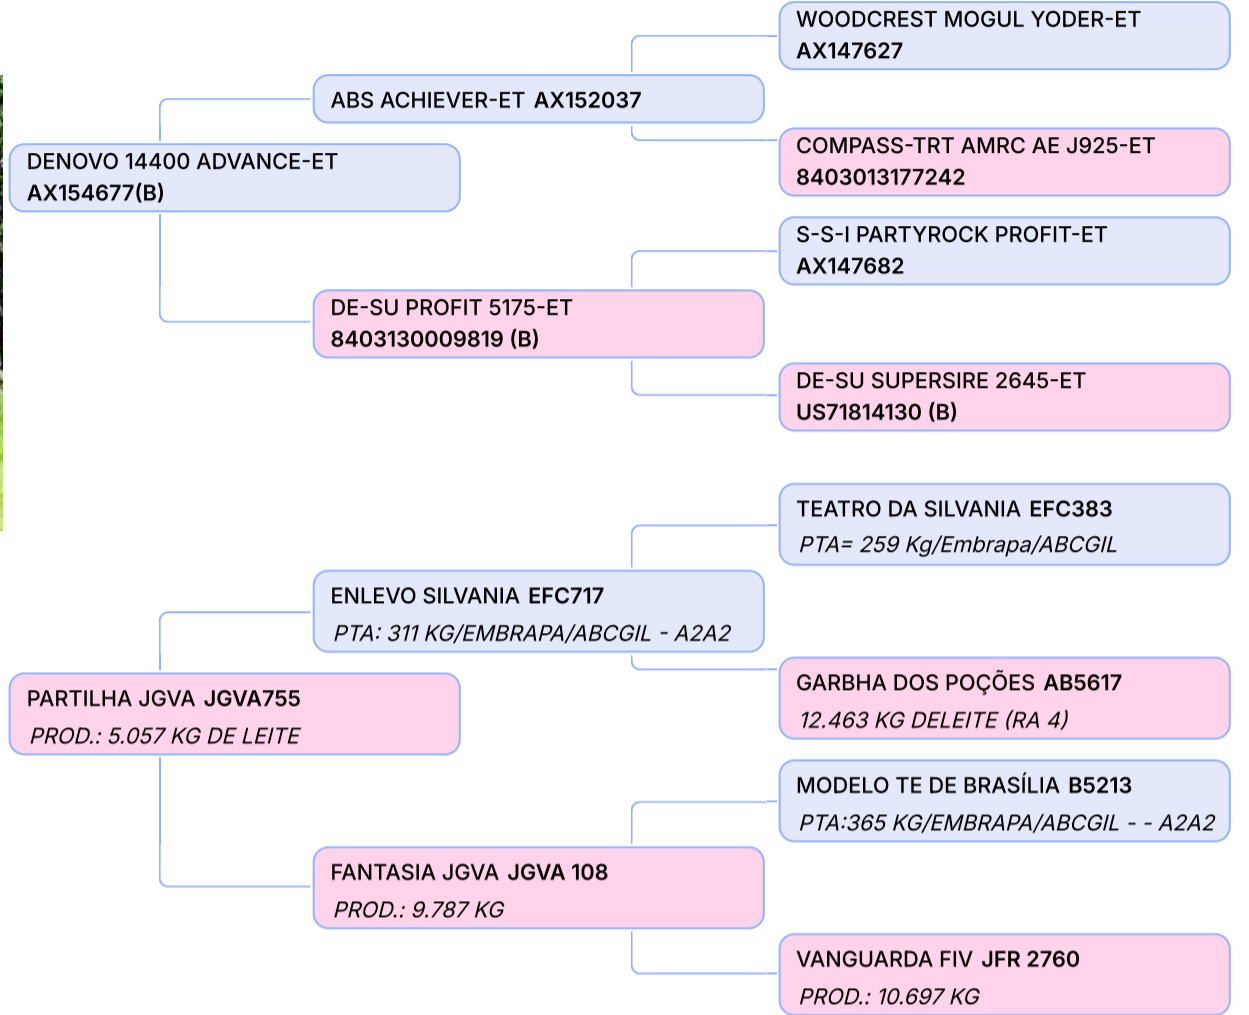 WOODCREST MOGUL YODER-ET
AX147627
ABS ACHIEVER-ET AX152037
COMPASS-TRT AMRC AE J925-ET
8403013177242
DENOVO 14400 ADVANCE-ET
AX154677(B)
S-S-I PARTYROCK PROFIT-ET
AX147682
DE-SU PROFIT 5175-ET
8403130009819 (B)
DE-SU SUPERSIRE 2645-ET
US71814130 (B)
TEATRO DA SILVANIA EFC383
PTA= 259 Kg/Embrapa/ABCGIL
ENLEVO SILVANIA EFC717
PTA: 311 KG/EMBRAPA/ABCGIL - A2A2
GARBHA DOS POÇÕES AB5617
12.463 KG DELEITE (RA 4)
PARTILHA JGVA JGVA755
PROD.: 5.057 KG DE LEITE
MODELO TE DE BRASÍLIA B5213
PTA:365 KG/EMBRAPA/ABCGIL - - A2A2
FANTASIA JGVA JGVA 108
PROD.: 9.787 KG
VANGUARDA FIV JFR 2760
PROD.: 10.697 KG